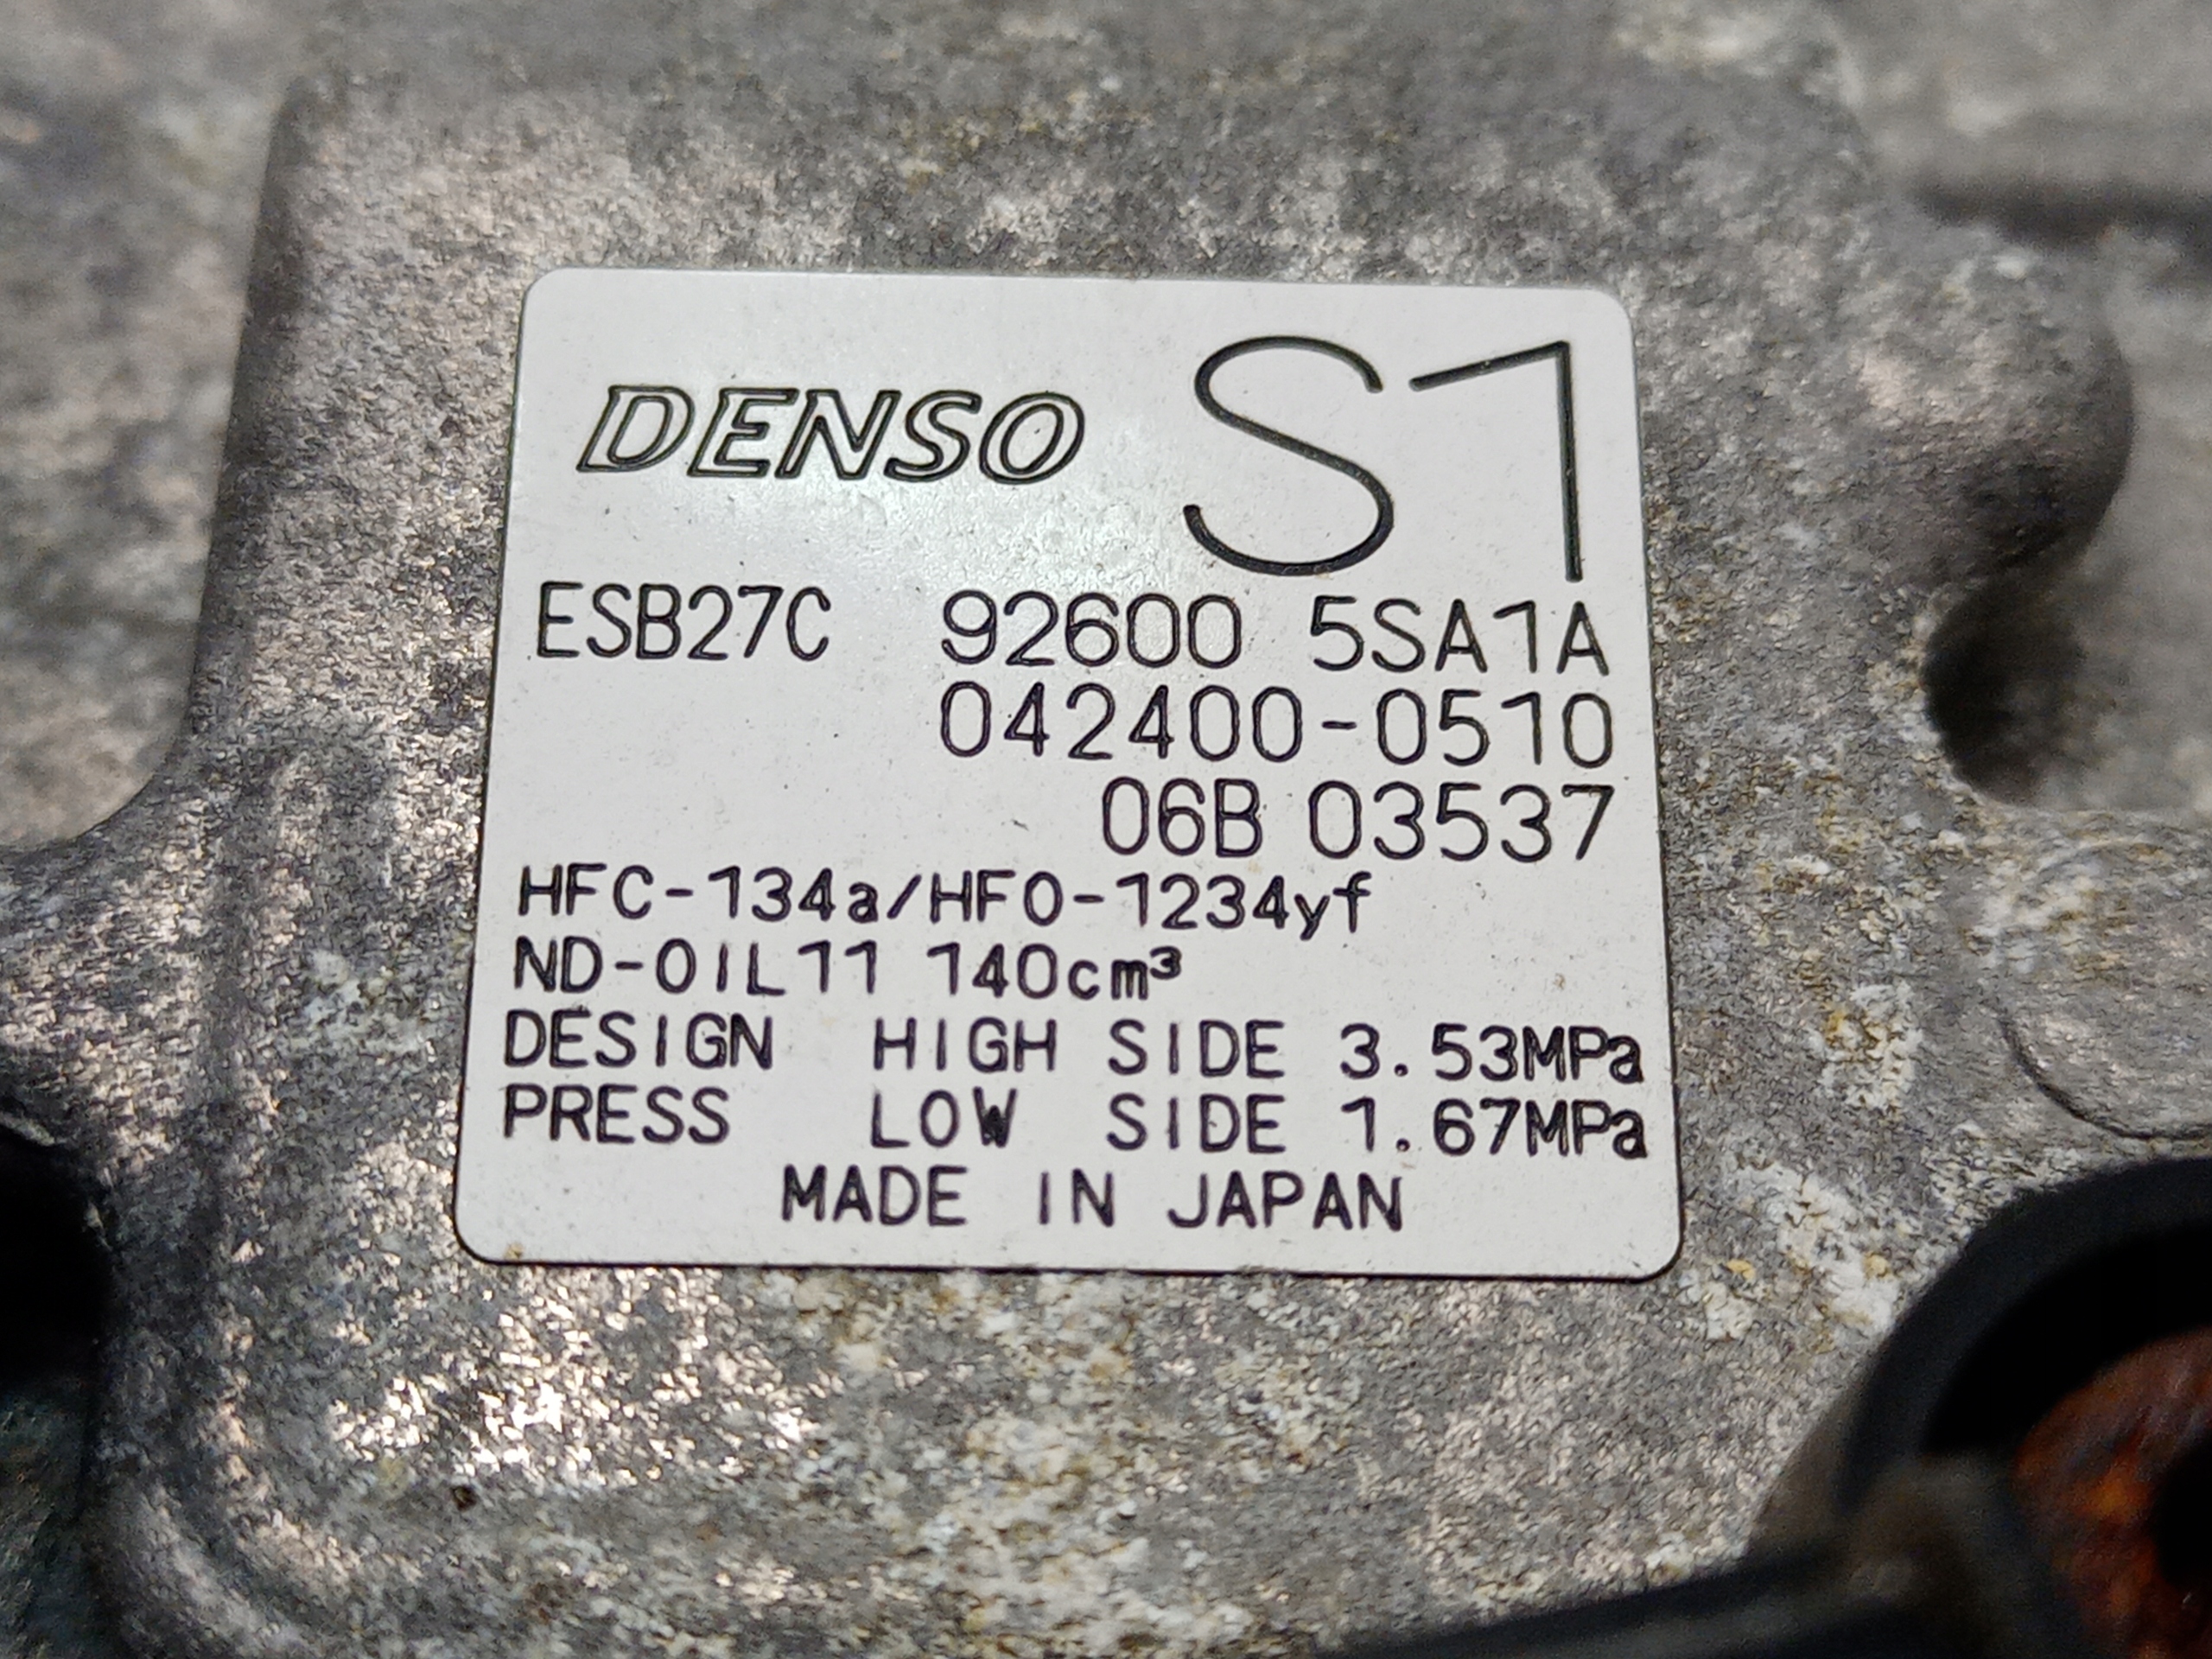 DENSO S1
ESB27C 92600 5SA1A
042400-0510
06B 03537
HFC-134a/HFO-1234yf
ND-OIL11 140cm³
DESIGN HIGH SIDE 3.53MPa
PRESS LOW SIDE 1.67MPa
MADE IN JAPAN